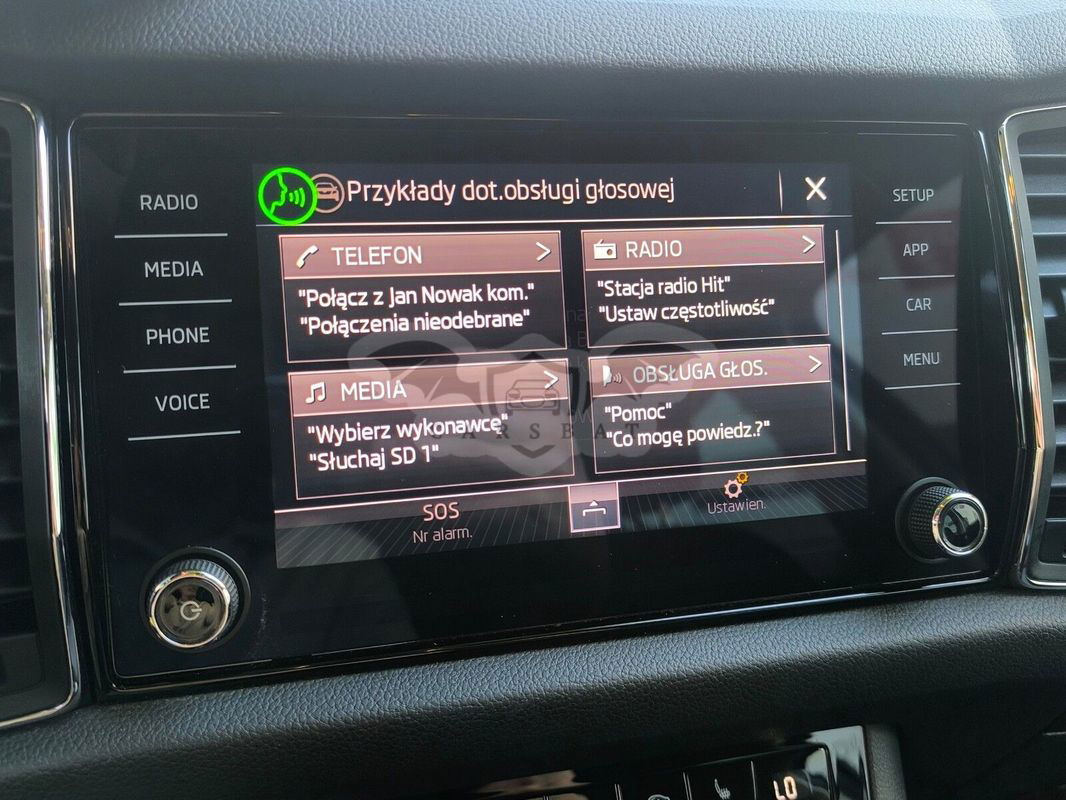 RADIO
MEDIA
PHONE
VOICE
Przykłady dot.obsługi głosowej
X
TELEFON
"Połącz z Jan Nowak kom."
"Połączenia nieodebrane"
RADIO
"Stacja radio Hit"
"Ustaw częstotliwość"
MEDIA
"Wybierz wykonawcę"
"Słuchaj SD 1"
OBSŁUGA GŁOS.
"Pomoc"
"Co mogę powiedz.?"
CARSBAT
SOS
Nr alarm.
Ustawien.
SETUP
APP
CAR
MENU
LO